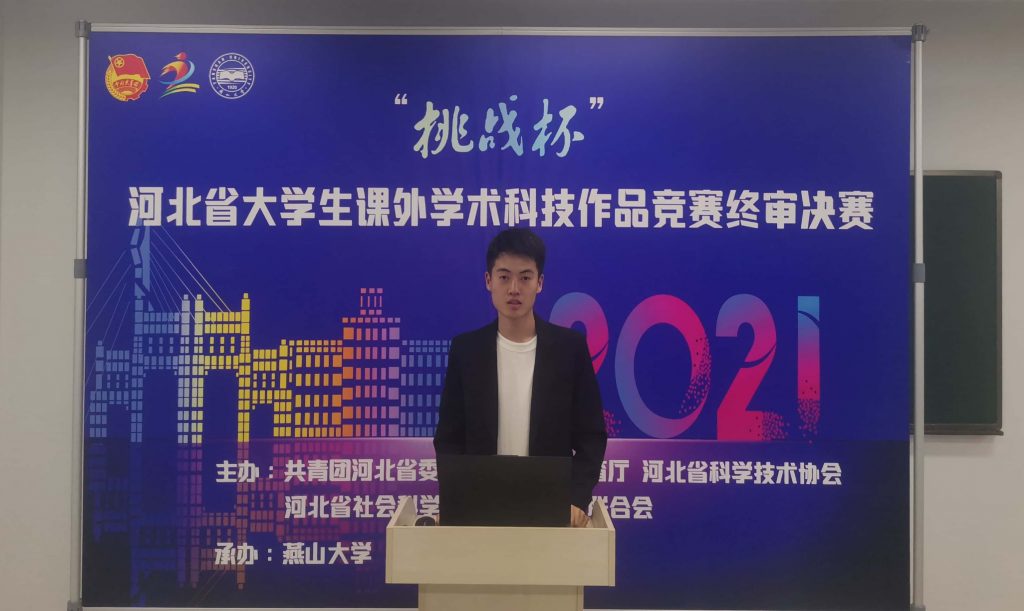 “挑战杯”
河北省大学生课外学术科技作品竞赛终审决赛
2021
主办：共青团河北省委 厅 河北省科学技术协会
河北省社会科学 合会
承办：燕山大学
1920